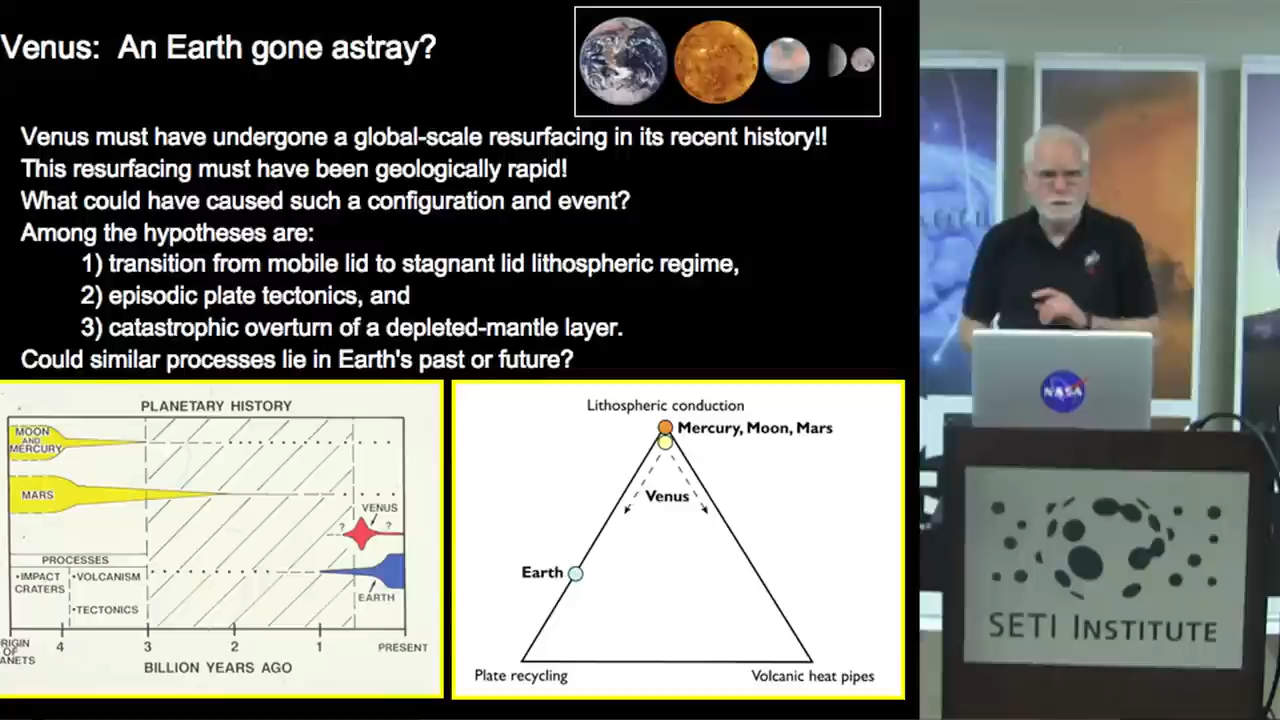 Venus:  An Earth gone astray?
Venus must have undergone a global-scale resurfacing in its recent history!!
This resurfacing must have been geologically rapid!
What could have caused such a configuration and event?
Among the hypotheses are:
1) transition from mobile lid to stagnant lid lithospheric regime,
2) episodic plate tectonics, and
3) catastrophic overturn of a depleted-mantle layer.
Could similar processes lie in Earth's past or future?
PLANETARY HISTORY
MOON
AND
MERCURY
MARS
VENUS
? ?
PROCESSES
•IMPACT
CRATERS
•VOLCANISM
•TECTONICS
EARTH
RIGIN
OF
ANETS
4 3 2 1 PRESENT
BILLION YEARS AGO
Lithospheric conduction
Mercury, Moon, Mars
Venus
Earth
Plate recycling
Volcanic heat pipes
NASA
SETI INSTITUTE